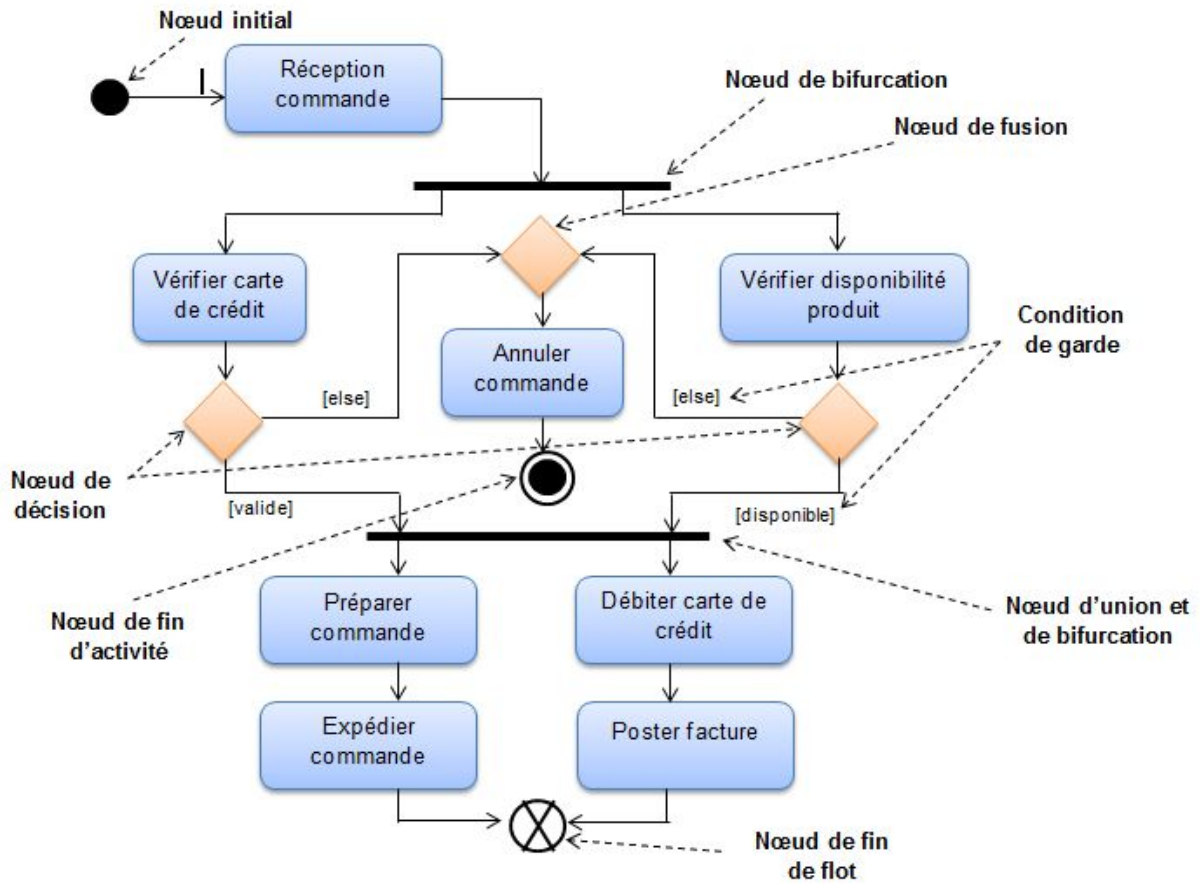 Nœud initial
Réception
commande
Nœud de bifurcation
Nœud de fusion
Vérifier carte
de crédit
Vérifier disponibilité
produit
Condition
de garde
Annuler
commande
[else]
[else]
Nœud de
décision
[valide]
[disponible]
Nœud de fin
d'activité
Préparer
commande
Débiter carte de
crédit
Nœud d'union et
de bifurcation
Expédier
commande
Poster facture
Nœud de fin
de flot